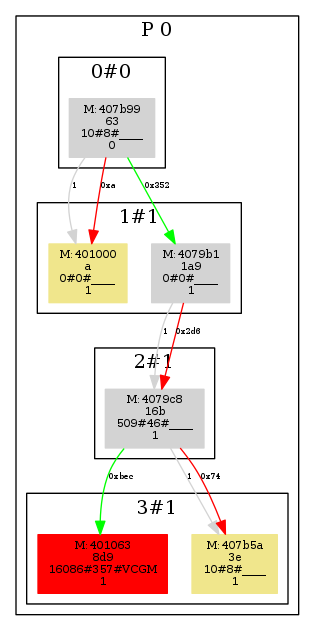 P 0
0#0
M:407b99
63
10#8#____
0
1
0xa
0x352
1#1
M:401000
a
0#0#____
1
M:4079b1
1a9
0#0#____
1
1
0x2d6
2#1
M:4079c8
16b
509#46#____
1
0xbec
1
0x74
3#1
M:401063
8d9
16086#357#VCGM
1
M:407b5a
3e
10#8#____
1